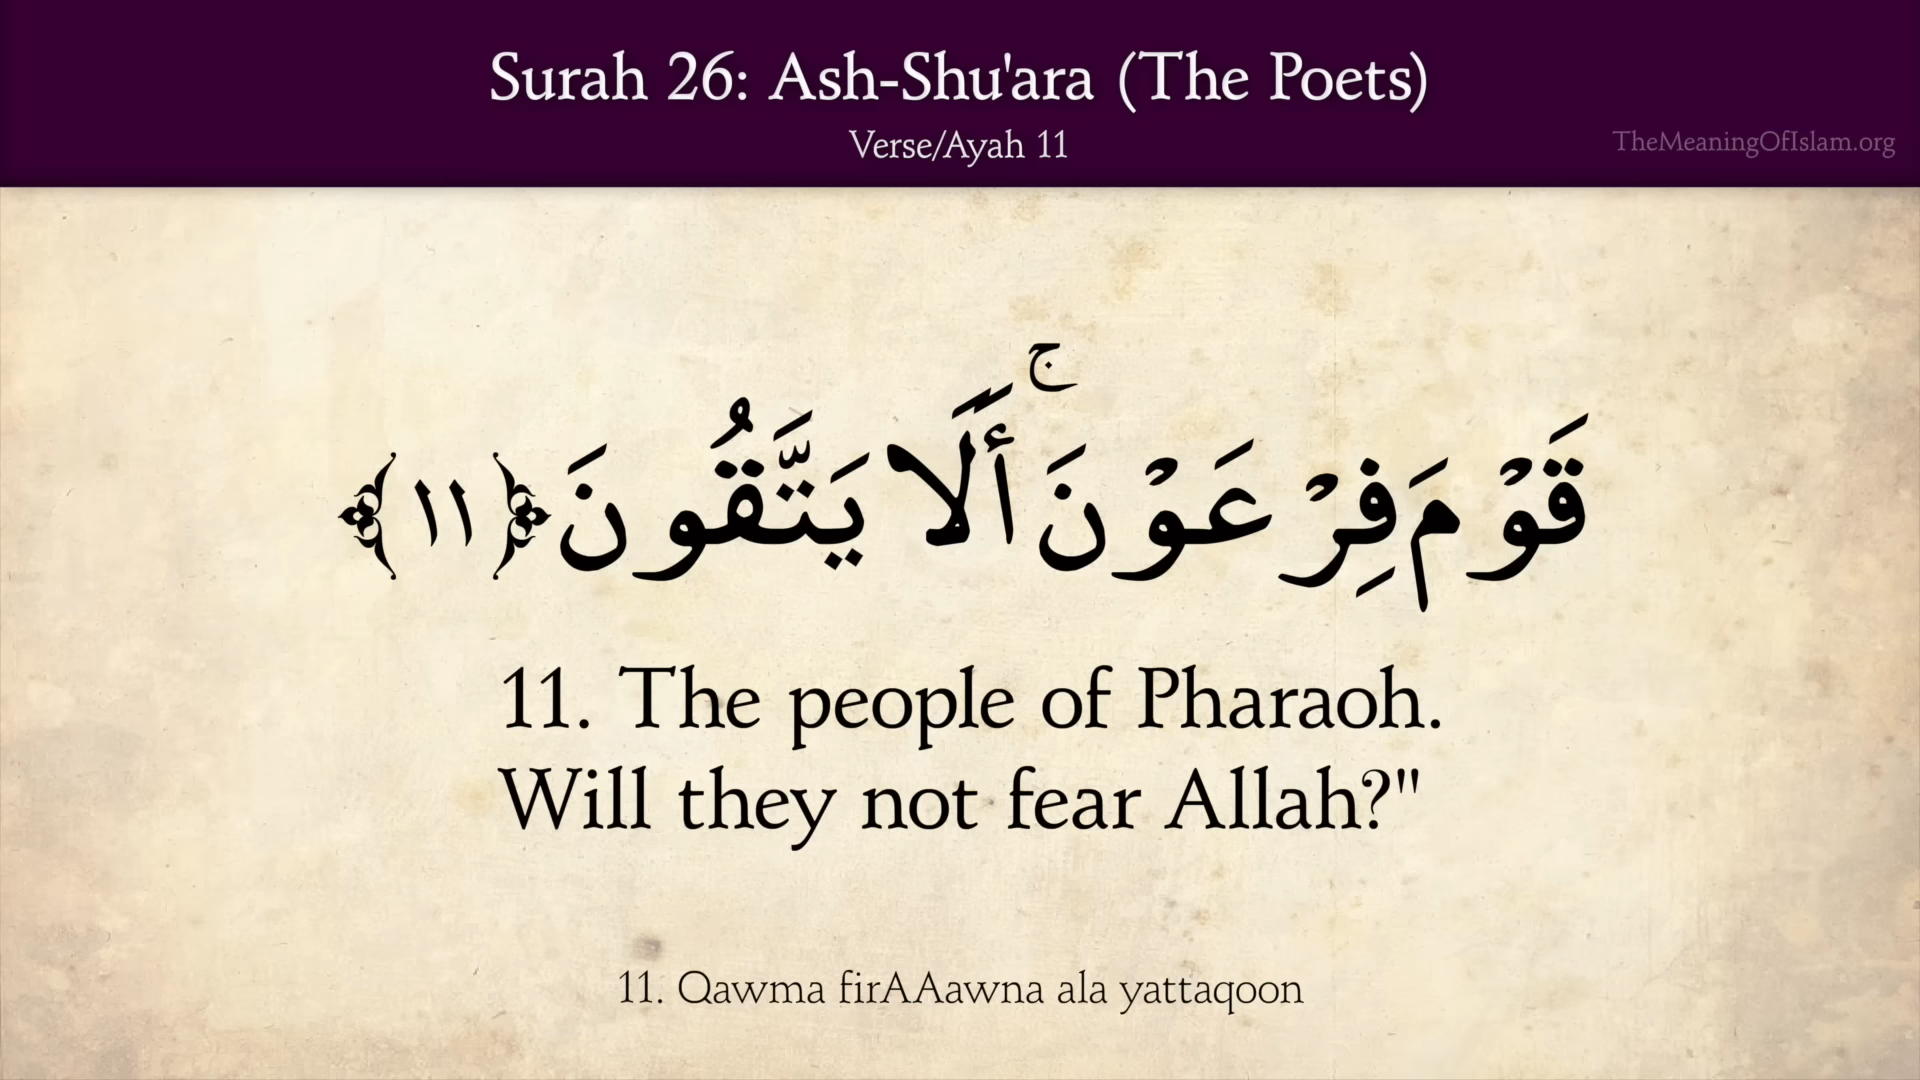 Surah 26: Ash-Shu'ara (The Poets)
Verse/Ayah 11
TheMeaningOfIslam.org
قَوْمَ فِرْعَوْنَ ۚ أَلَا يَتَّقُونَ ﴿١١﴾
11. The people of Pharaoh.
Will they not fear Allah?"
11. Qawma firAAawna ala yattaqoon